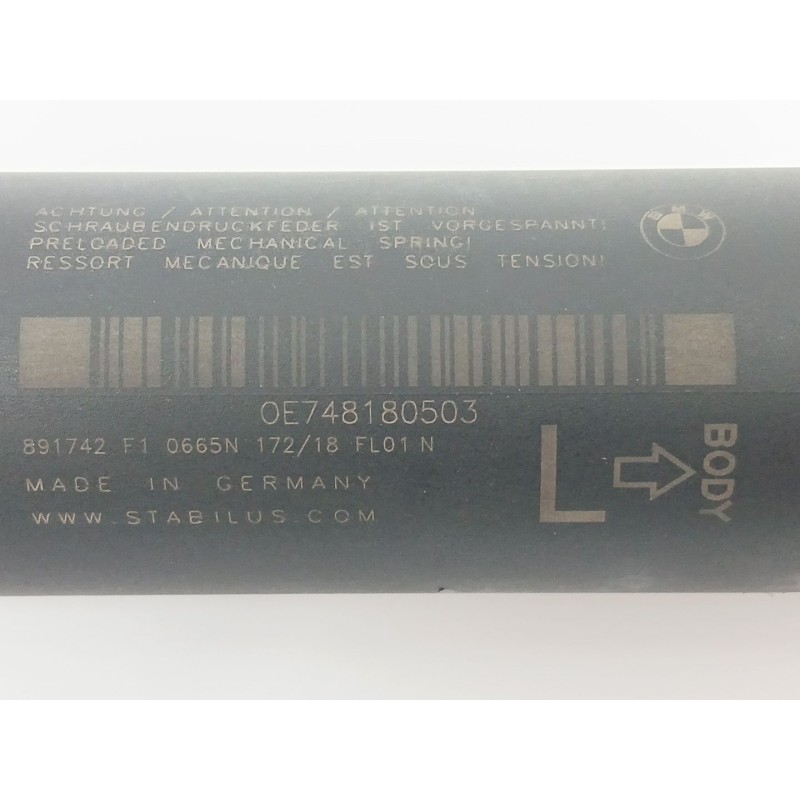 ACHTUNG / ATTENTION / ATTENTION
SCHRAUBENDRUCKFEDER IST VORGESPANNT!
PRELOADED MECHANICAL SPRING!
RESSORT MECANIQUE EST SOUS TENSION!
BMW
0E748180503
891742 F1 0665N 172/18 FL01 N
MADE IN GERMANY
WWW.STABILUS.COM
L
BODY